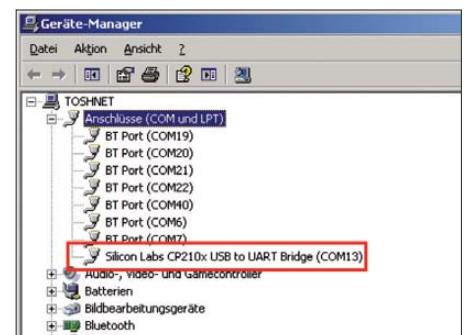 Geräte-Manager
Datei Aktion Ansicht ?
TOSHNET
Anschlüsse (COM und LPT)
BT Port (COM19)
BT Port (COM20)
BT Port (COM21)
BT Port (COM22)
BT Port (COM40)
BT Port (COM6)
BT Port (COM7)
Silicon Labs CP210x USB to UART Bridge (COM13)
Audio-, Video- und Gamecontroller
Batterien
Bildbearbeitungsgeräte
Bluetooth